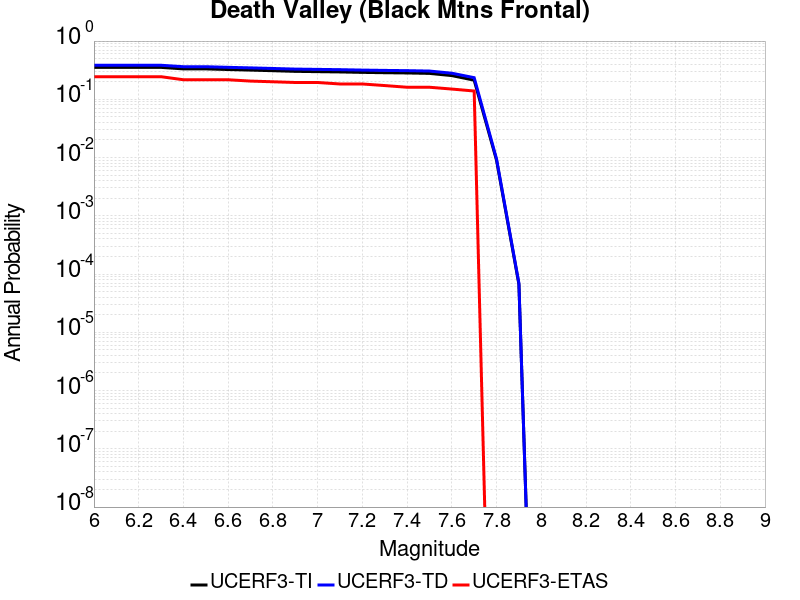 Death Valley (Black Mtns Frontal)
Annual Probability
10^0
10^-1
10^-2
10^-3
10^-4
10^-5
10^-6
10^-7
10^-8
6 6.2 6.4 6.6 6.8 7 7.2 7.4 7.6 7.8 8 8.2 8.4 8.6 8.8 9
Magnitude
UCERF3-TI UCERF3-TD UCERF3-ETAS